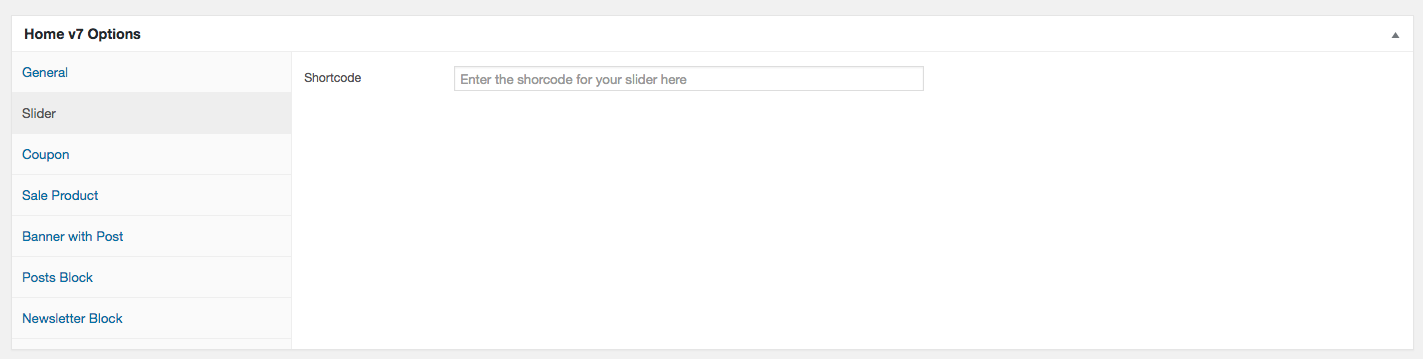 Home v7 Options
General
Shortcode
Enter the shorcode for your slider here
Slider
Coupon
Sale Product
Banner with Post
Posts Block
Newsletter Block